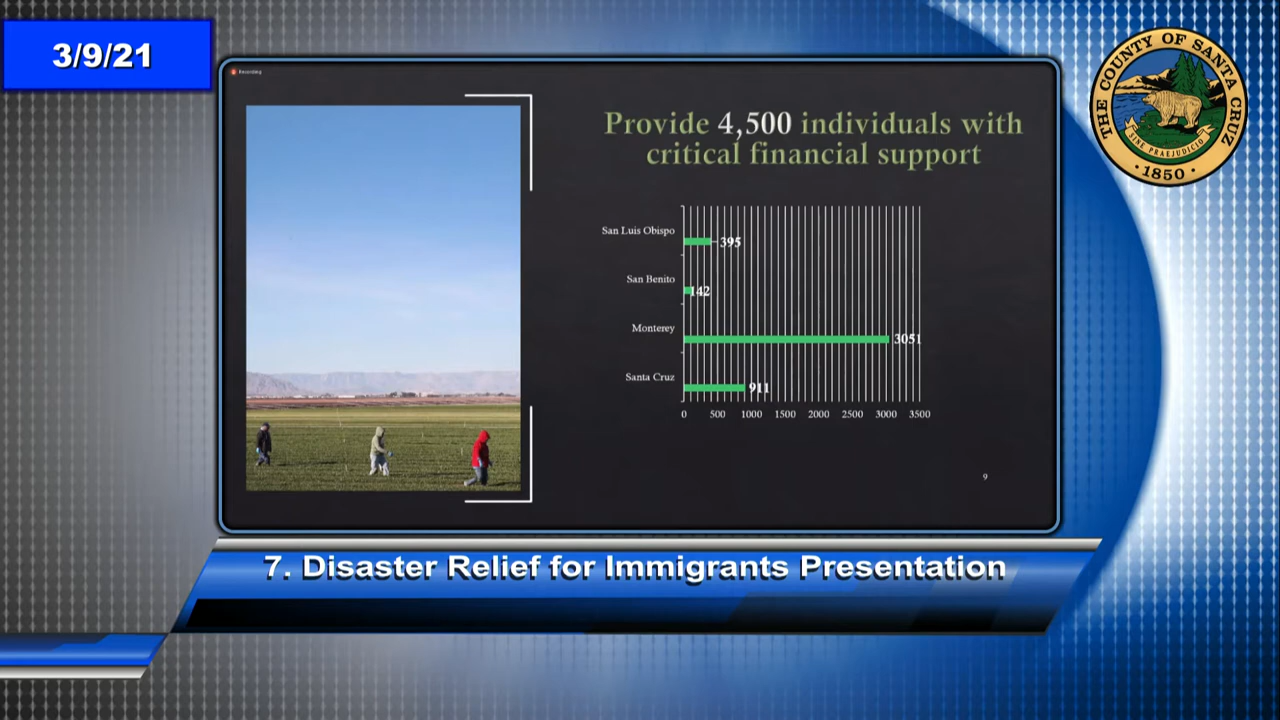 3/9/21
Recording
THE COUNTY OF SANTA CRUZ
SINE PRAEJUDICIO
• 1850 •
Provide 4,500 individuals with
critical financial support
San Luis Obispo
395
San Benito
142
Monterey
3051
Santa Cruz
911
0 500 1000 1500 2000 2500 3000 3500
9
7. Disaster Relief for Immigrants Presentation